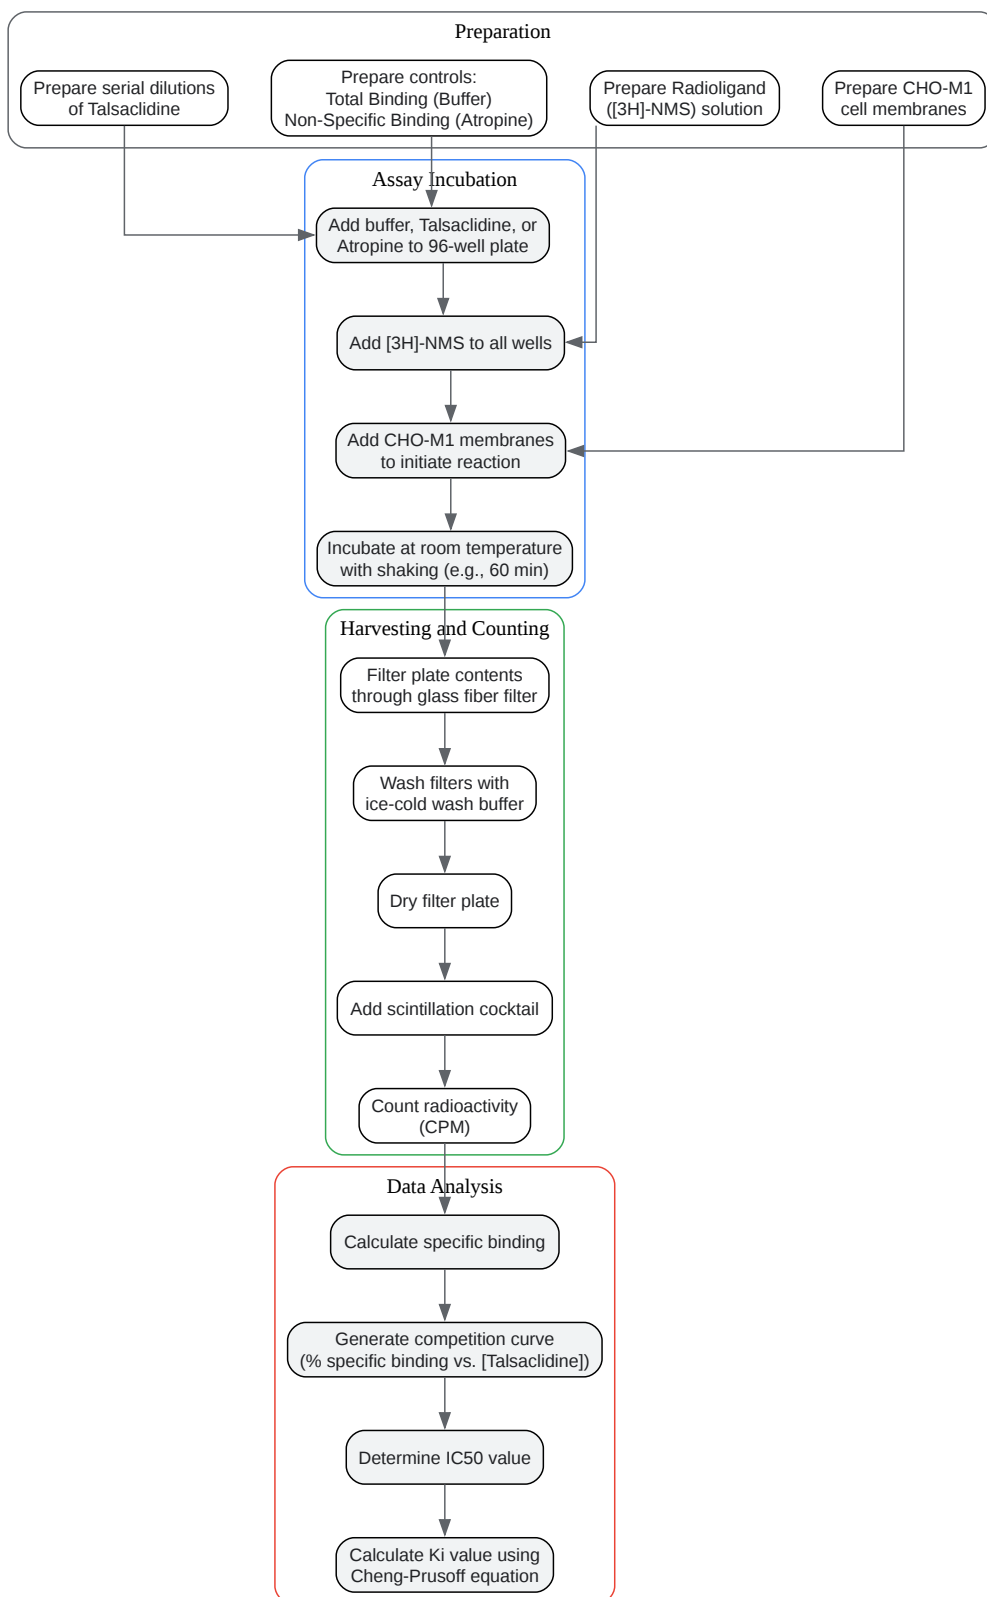 Preparation
Prepare serial dilutions
of Talsaclidine
Prepare controls:
Total Binding (Buffer)
Non-Specific Binding (Atropine)
Prepare Radioligand
([3H]-NMS) solution
Prepare CHO-M1
cell membranes
Assay Incubation
Add buffer, Talsaclidine, or
Atropine to 96-well plate
Add [3H]-NMS to all wells
Add CHO-M1 membranes
to initiate reaction
Incubate at room temperature
with shaking (e.g., 60 min)
Harvesting and Counting
Filter plate contents
through glass fiber filter
Wash filters with
ice-cold wash buffer
Dry filter plate
Add scintillation cocktail
Count radioactivity
(CPM)
Data Analysis
Calculate specific binding
Generate competition curve
(% specific binding vs. [Talsaclidine])
Determine IC50 value
Calculate Ki value using
Cheng-Prusoff equation